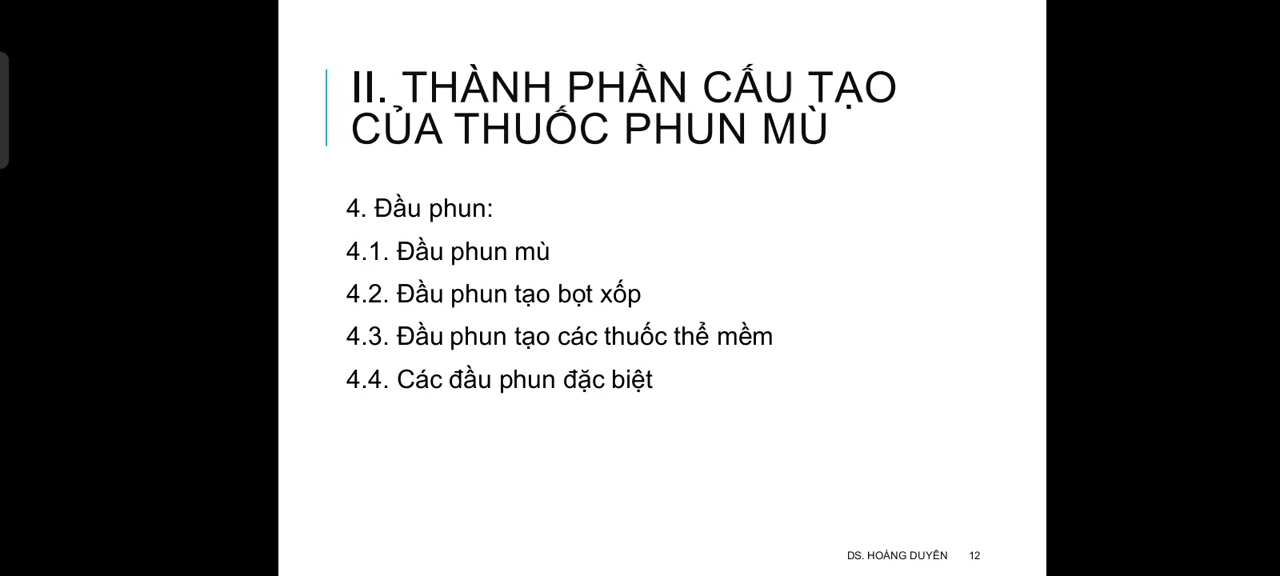 II. THÀNH PHẦN CẤU TẠO
CỦA THUỐC PHUN MÙ
4. Đầu phun:
4.1. Đầu phun mù
4.2. Đầu phun tạo bọt xốp
4.3. Đầu phun tạo các thuốc thể mềm
4.4. Các đầu phun đặc biệt
DS. HOÀNG DUYÊN 12